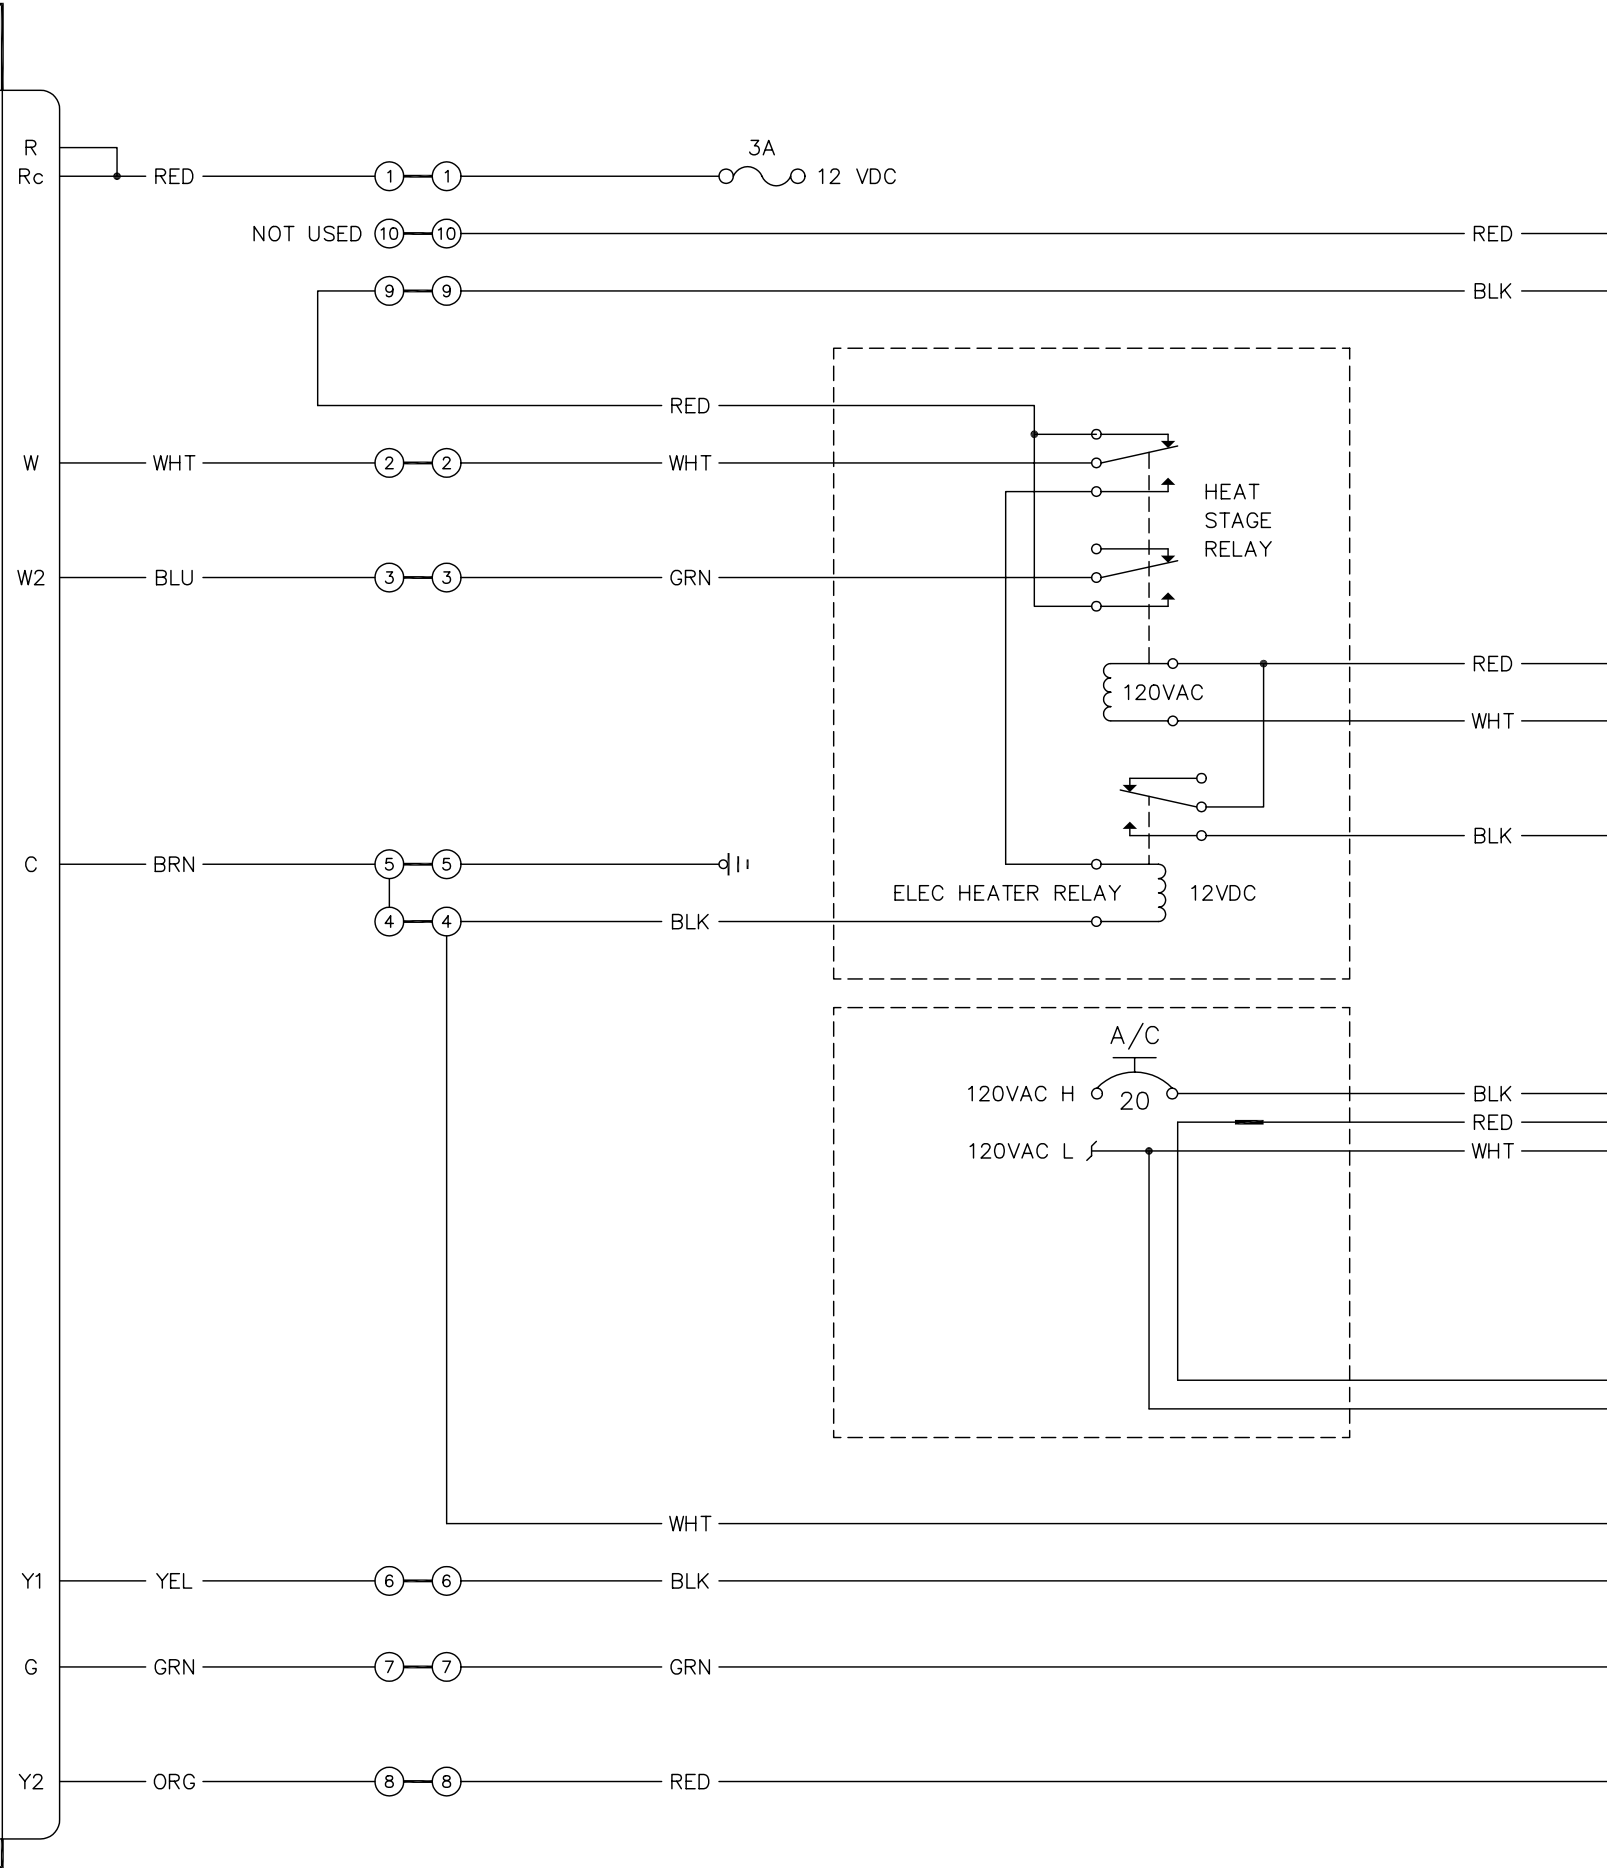 R
3A
Rc RED 1 1 12 VDC
NOT USED 10 10 RED
9 9 BLK
RED
W WHT 2 2 WHT
HEAT
STAGE
RELAY
W2 BLU 3 3 GRN
RED
120VAC
WHT
BLK
C BRN 5 5
ELEC HEATER RELAY 12VDC
4 4 BLK
A/C
120VAC H 20 BLK
RED
120VAC L WHT
WHT
Y1 YEL 6 6 BLK
G GRN 7 7 GRN
Y2 ORG 8 8 RED